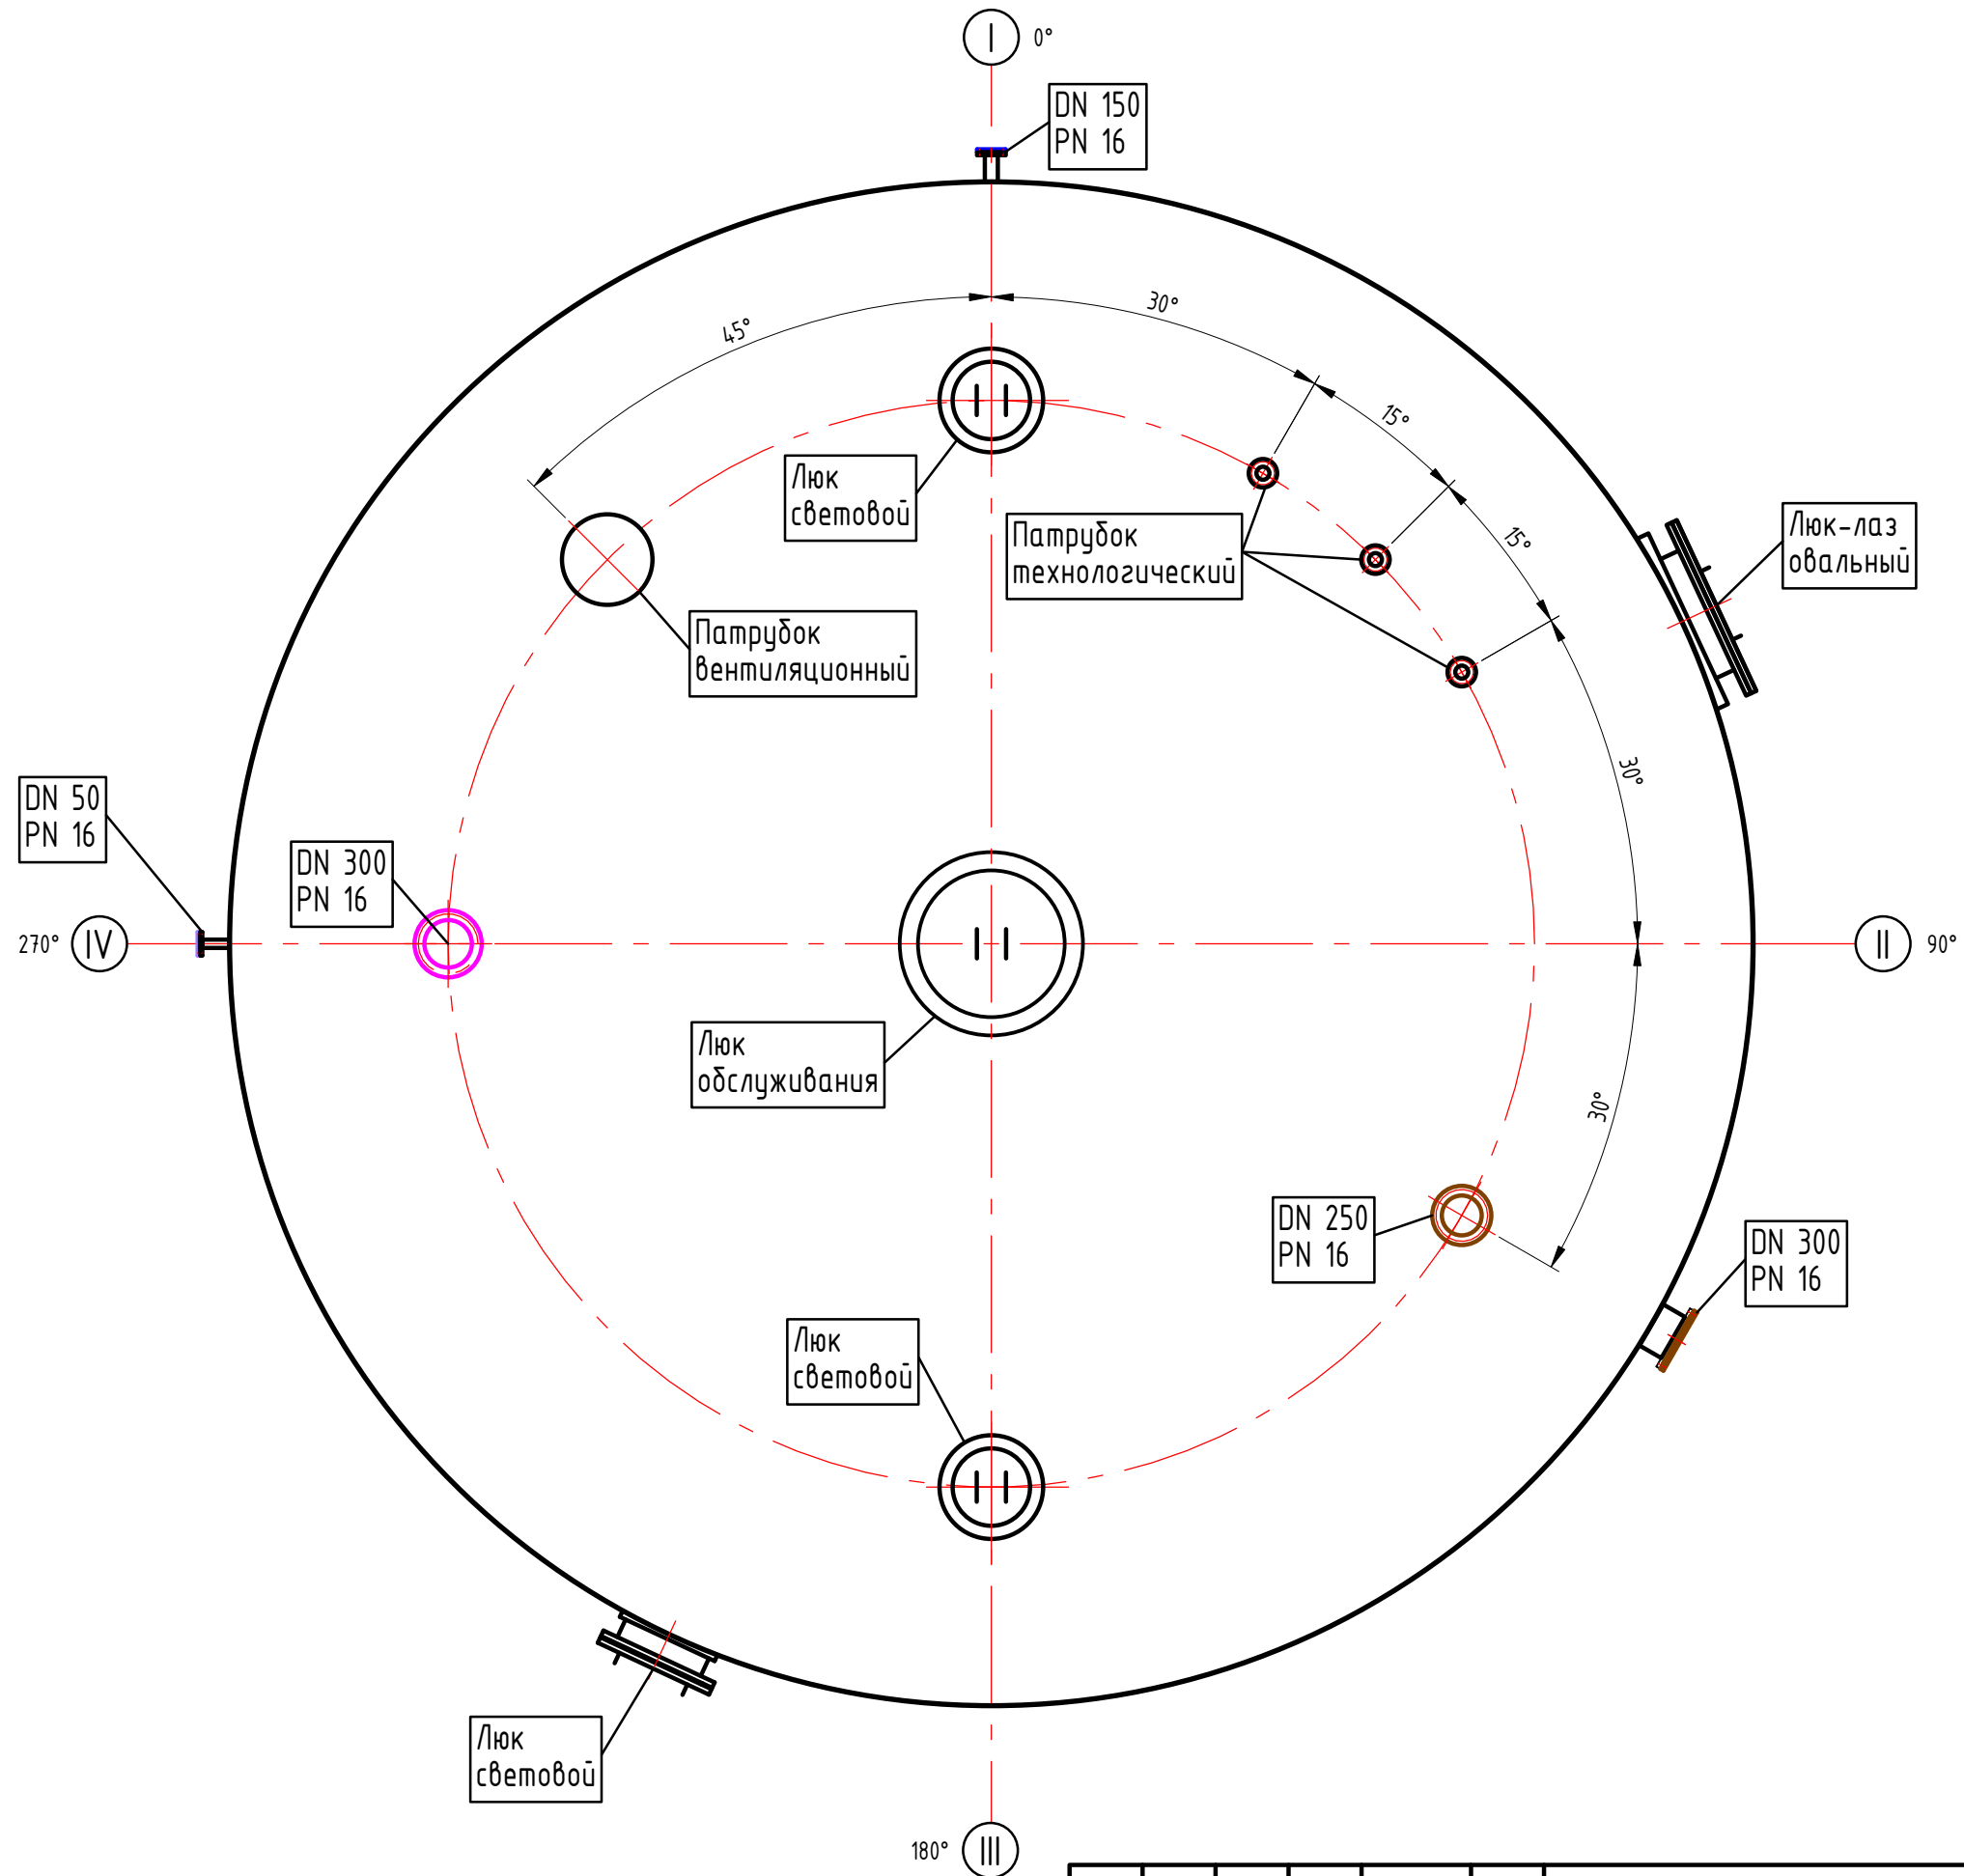 I
0°
DN 150
PN 16
30°
45°
15°
Люк
световой
Патрубок
технологический
15°
Люк-лаз
овальный
Патрубок
вентиляционный
30°
DN 50
PN 16
DN 300
PN 16
270°
IV
II
90°
Люк
обслуживания
30°
DN 250
PN 16
DN 300
PN 16
Люк
световой
Люк
световой
180°
III